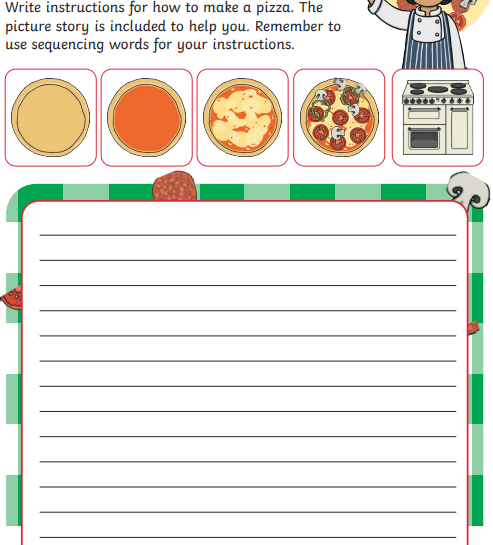 Write instructions for how to make a pizza. The
picture story is included to help you. Remember to
use sequencing words for your instructions.